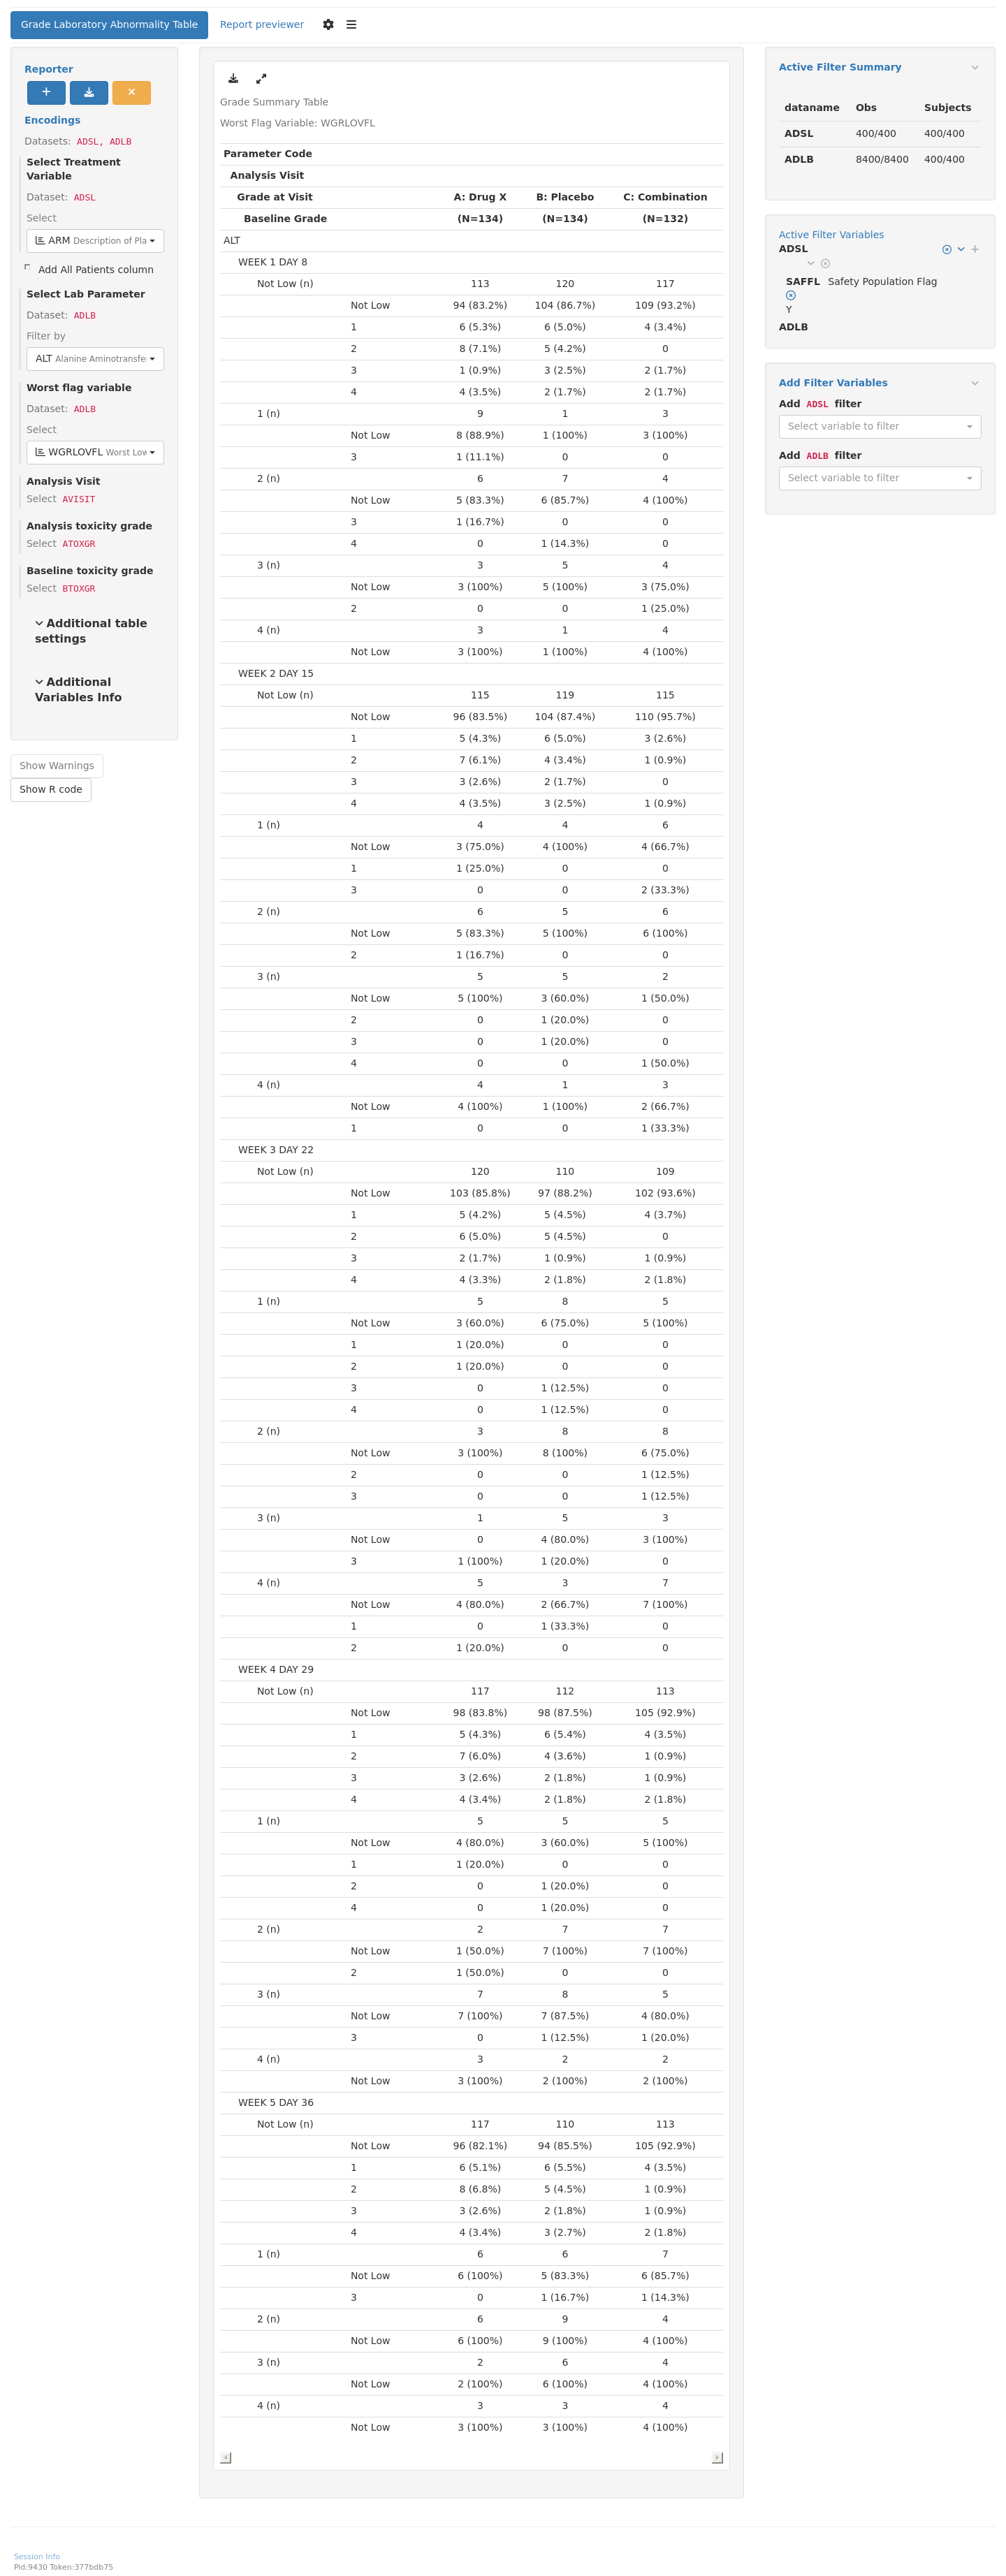 Grade Laboratory Abnormality Table Report previewer
Reporter
Encodings
Datasets: ADSL, ADLB
Select Treatment
Variable
Dataset: ADSL
Select
ARM Description of Pla
Add All Patients column
Select Lab Parameter
Dataset: ADLB
Filter by
ALT Alanine Aminotransfe
Worst flag variable
Dataset: ADLB
Select
WGRLOVFL Worst Low
Analysis Visit
Select AVISIT
Analysis toxicity grade
Select ATOXGR
Baseline toxicity grade
Select BTOXGR
Additional table
settings
Additional
Variables Info
Show Warnings
Show R code
Grade Summary Table
Worst Flag Variable: WGRLOVFL
Parameter Code
Analysis Visit
Grade at Visit A: Drug X B: Placebo C: Combination
Baseline Grade (N=134) (N=134) (N=132)
ALT
WEEK 1 DAY 8
Not Low (n) 113 120 117
Not Low 94 (83.2%) 104 (86.7%) 109 (93.2%)
1 6 (5.3%) 6 (5.0%) 4 (3.4%)
2 8 (7.1%) 5 (4.2%) 0
3 1 (0.9%) 3 (2.5%) 2 (1.7%)
4 4 (3.5%) 2 (1.7%) 2 (1.7%)
1 (n) 9 1 3
Not Low 8 (88.9%) 1 (100%) 3 (100%)
3 1 (11.1%) 0 0
2 (n) 6 7 4
Not Low 5 (83.3%) 6 (85.7%) 4 (100%)
3 1 (16.7%) 0 0
4 0 1 (14.3%) 0
3 (n) 3 5 4
Not Low 3 (100%) 5 (100%) 3 (75.0%)
2 0 0 1 (25.0%)
4 (n) 3 1 4
Not Low 3 (100%) 1 (100%) 4 (100%)
WEEK 2 DAY 15
Not Low (n) 115 119 115
Not Low 96 (83.5%) 104 (87.4%) 110 (95.7%)
1 5 (4.3%) 6 (5.0%) 3 (2.6%)
2 7 (6.1%) 4 (3.4%) 1 (0.9%)
3 3 (2.6%) 2 (1.7%) 0
4 4 (3.5%) 3 (2.5%) 1 (0.9%)
1 (n) 4 4 6
Not Low 3 (75.0%) 4 (100%) 4 (66.7%)
1 1 (25.0%) 0 0
3 0 0 2 (33.3%)
2 (n) 6 5 6
Not Low 5 (83.3%) 5 (100%) 6 (100%)
2 1 (16.7%) 0 0
3 (n) 5 5 2
Not Low 5 (100%) 3 (60.0%) 1 (50.0%)
2 0 1 (20.0%) 0
3 0 1 (20.0%) 0
4 0 0 1 (50.0%)
4 (n) 4 1 3
Not Low 4 (100%) 1 (100%) 2 (66.7%)
1 0 0 1 (33.3%)
WEEK 3 DAY 22
Not Low (n) 120 110 109
Not Low 103 (85.8%) 97 (88.2%) 102 (93.6%)
1 5 (4.2%) 5 (4.5%) 4 (3.7%)
2 6 (5.0%) 5 (4.5%) 0
3 2 (1.7%) 1 (0.9%) 1 (0.9%)
4 4 (3.3%) 2 (1.8%) 2 (1.8%)
1 (n) 5 8 5
Not Low 3 (60.0%) 6 (75.0%) 5 (100%)
1 1 (20.0%) 0 0
2 1 (20.0%) 0 0
3 0 1 (12.5%) 0
4 0 1 (12.5%) 0
2 (n) 3 8 8
Not Low 3 (100%) 8 (100%) 6 (75.0%)
2 0 0 1 (12.5%)
3 0 0 1 (12.5%)
3 (n) 1 5 3
Not Low 0 4 (80.0%) 3 (100%)
3 1 (100%) 1 (20.0%) 0
4 (n) 5 3 7
Not Low 4 (80.0%) 2 (66.7%) 7 (100%)
1 0 1 (33.3%) 0
2 1 (20.0%) 0 0
WEEK 4 DAY 29
Not Low (n) 117 112 113
Not Low 98 (83.8%) 98 (87.5%) 105 (92.9%)
1 5 (4.3%) 6 (5.4%) 4 (3.5%)
2 7 (6.0%) 4 (3.6%) 1 (0.9%)
3 3 (2.6%) 2 (1.8%) 1 (0.9%)
4 4 (3.4%) 2 (1.8%) 2 (1.8%)
1 (n) 5 5 5
Not Low 4 (80.0%) 3 (60.0%) 5 (100%)
1 1 (20.0%) 0 0
2 0 1 (20.0%) 0
4 0 1 (20.0%) 0
2 (n) 2 7 7
Not Low 1 (50.0%) 7 (100%) 7 (100%)
2 1 (50.0%) 0 0
3 (n) 7 8 5
Not Low 7 (100%) 7 (87.5%) 4 (80.0%)
3 0 1 (12.5%) 1 (20.0%)
4 (n) 3 2 2
Not Low 3 (100%) 2 (100%) 2 (100%)
WEEK 5 DAY 36
Not Low (n) 117 110 113
Not Low 96 (82.1%) 94 (85.5%) 105 (92.9%)
1 6 (5.1%) 6 (5.5%) 4 (3.5%)
2 8 (6.8%) 5 (4.5%) 1 (0.9%)
3 3 (2.6%) 2 (1.8%) 1 (0.9%)
4 4 (3.4%) 3 (2.7%) 2 (1.8%)
1 (n) 6 6 7
Not Low 6 (100%) 5 (83.3%) 6 (85.7%)
3 0 1 (16.7%) 1 (14.3%)
2 (n) 6 9 4
Not Low 6 (100%) 9 (100%) 4 (100%)
3 (n) 2 6 4
Not Low 2 (100%) 6 (100%) 4 (100%)
4 (n) 3 3 4
Not Low 3 (100%) 3 (100%) 4 (100%)
Active Filter Summary
dataname Obs Subjects
ADSL 400/400 400/400
ADLB 8400/8400 400/400
Active Filter Variables
ADSL
SAFFL Safety Population Flag
Y
ADLB
Add Filter Variables
Add ADSL filter
Select variable to filter
Add ADLB filter
Select variable to filter
Session Info
Pid:9430 Token:377bdb75